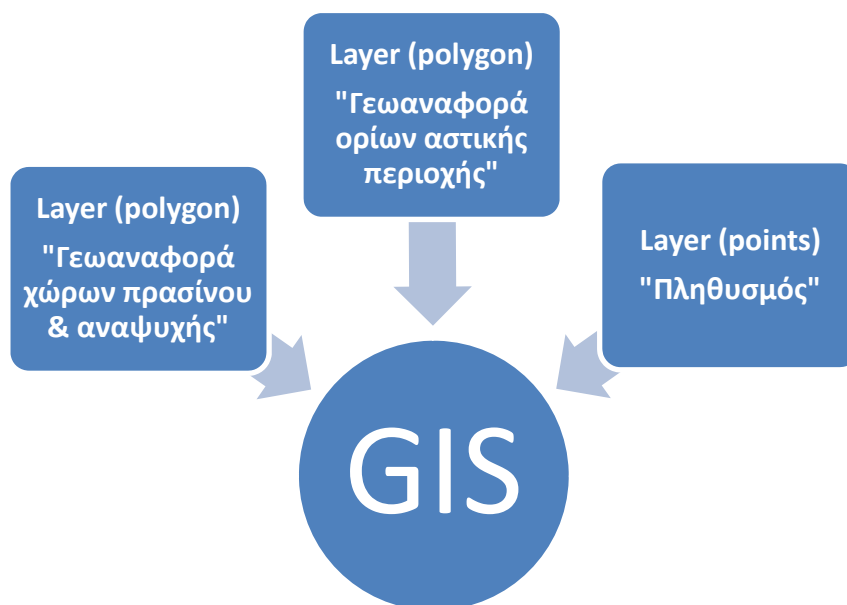 Layer (polygon)
"Γεωαναφορά
ορίων αστικής
περιοχής"
Layer (polygon)
"Γεωαναφορά
χώρων πρασίνου
& αναψυχής"
Layer (points)
"Πληθυσμός"
GIS